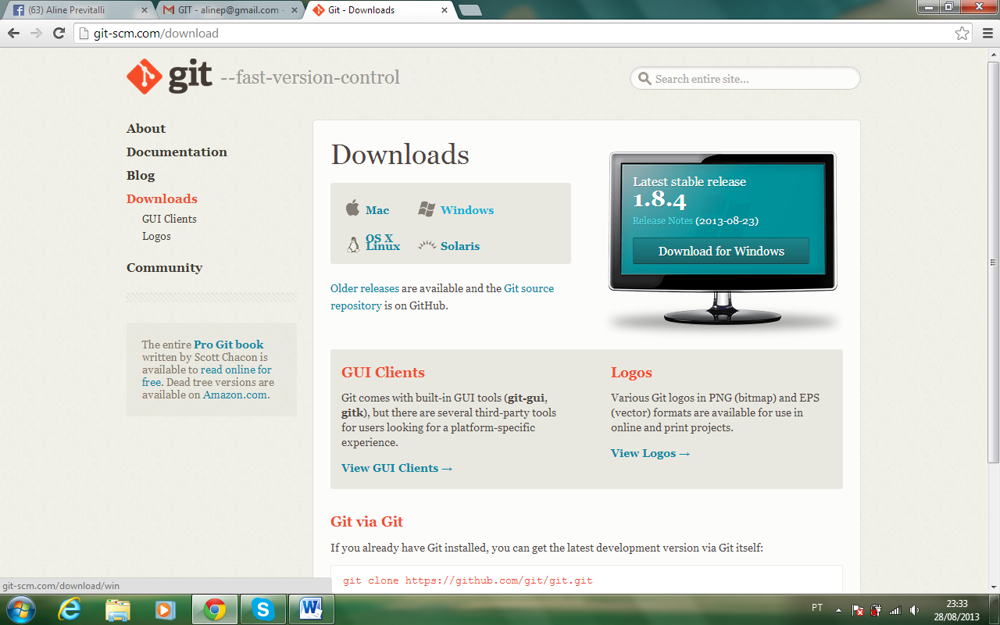 (63) Aline Previtalli
GIT - alinep@gmail.com -
Git - Downloads
git-scm.com/download
git --fast-version-control
Search entire site...
About
Documentation
Blog
Downloads
GUI Clients
Logos
Community
The entire Pro Git book
written by Scott Chacon is
available to read online for
free. Dead tree versions are
available on Amazon.com.
Downloads
Mac OS X
Windows
Linux
Solaris
Older releases are available and the Git source
repository is on GitHub.
Latest stable release
1.8.4
Release Notes (2013-08-23)
Download for Windows
GUI Clients
Git comes with built-in GUI tools (git-gui,
gitk), but there are several third-party tools
for users looking for a platform-specific
experience.
View GUI Clients →
Logos
Various Git logos in PNG (bitmap) and EPS
(vector) formats are available for use in
online and print projects.
View Logos →
Git via Git
If you already have Git installed, you can get the latest development version via Git itself:
git clone https://github.com/git/git.git
git-scm.com/download/win
PT
23:33
28/08/2013